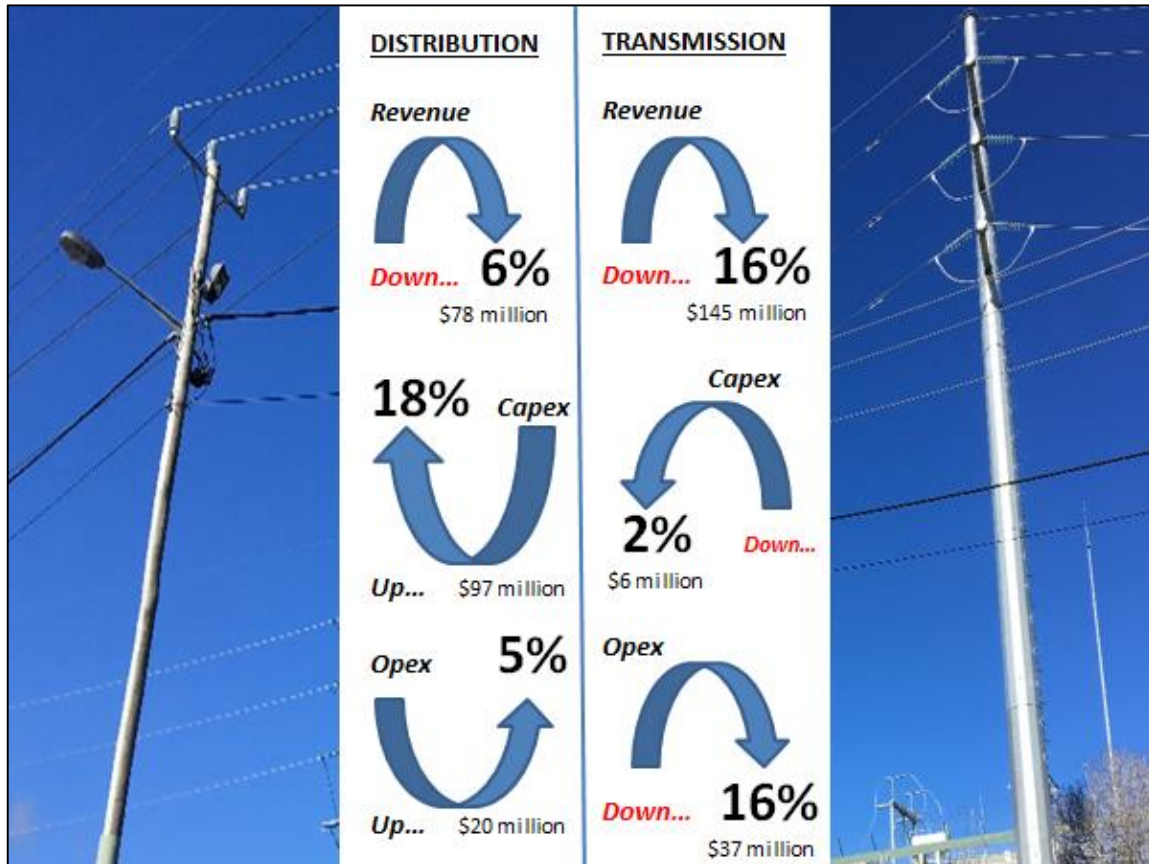 DISTRIBUTION
Revenue
Down... 6%
$78 million
18% Capex
Up... $97 million
Opex 5%
Up... $20 million
TRANSMISSION
Revenue
Down... 16%
$145 million
Capex
2% Down...
$6 million
Opex
Down... 16%
$37 million